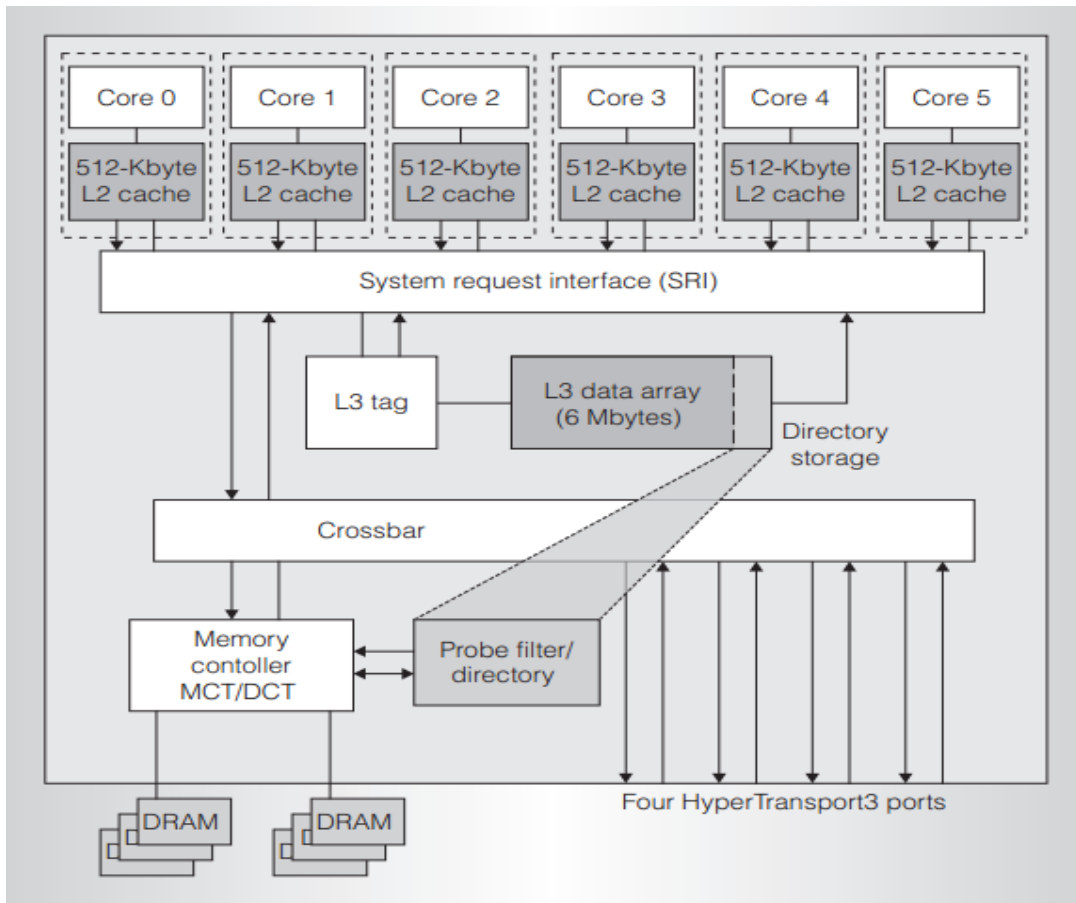 Core 0
Core 1
Core 2
Core 3
Core 4
Core 5
512-Kbyte
L2 cache
512-Kbyte
L2 cache
512-Kbyte
L2 cache
512-Kbyte
L2 cache
512-Kbyte
L2 cache
512-Kbyte
L2 cache
System request interface (SRI)
L3 tag
L3 data array
(6 Mbytes)
Directory
storage
Crossbar
Memory
contoller
MCT/DCT
Probe filter/
directory
Four HyperTransport3 ports
DRAM
D
D
DRAM
D
D